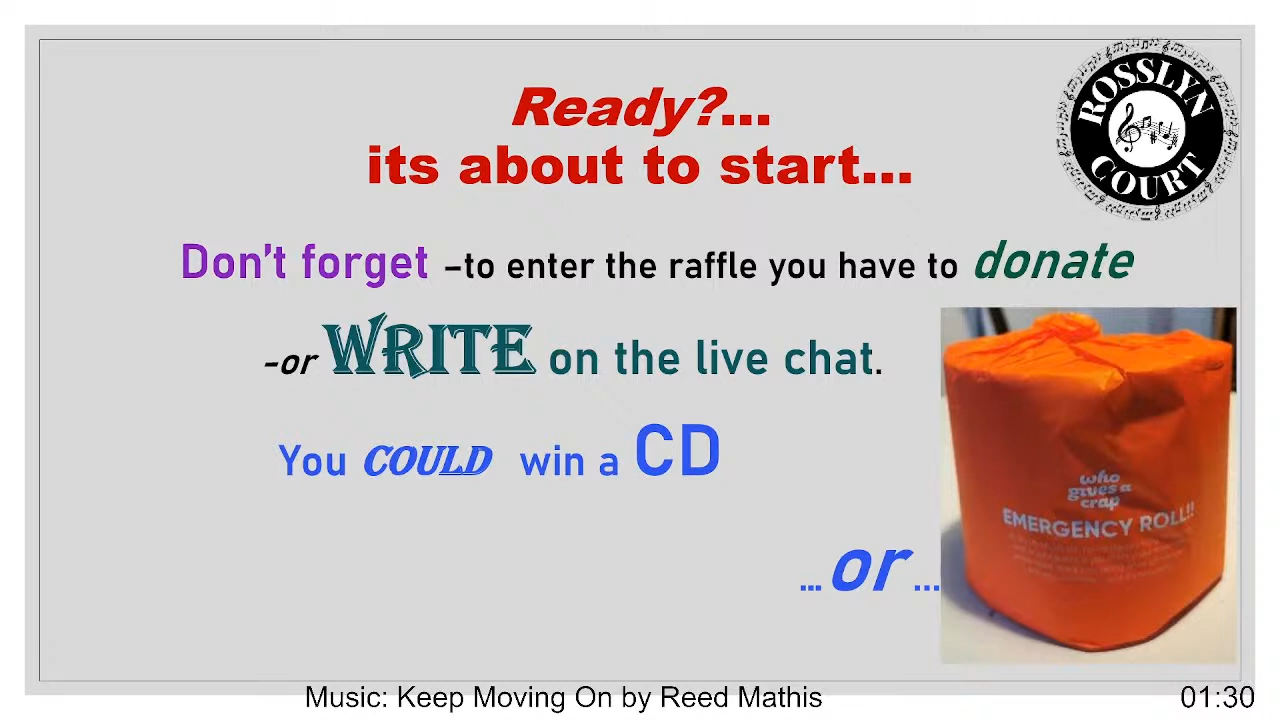 Ready?...
its about to start...
ROSSLYN
COURT
Don't forget –to enter the raffle you have to donate
-or WRITE on the live chat.
You COULD win a CD
... or ...
who
gives a
crap
EMERGENCY ROLL!!
Music: Keep Moving On by Reed Mathis
01:30